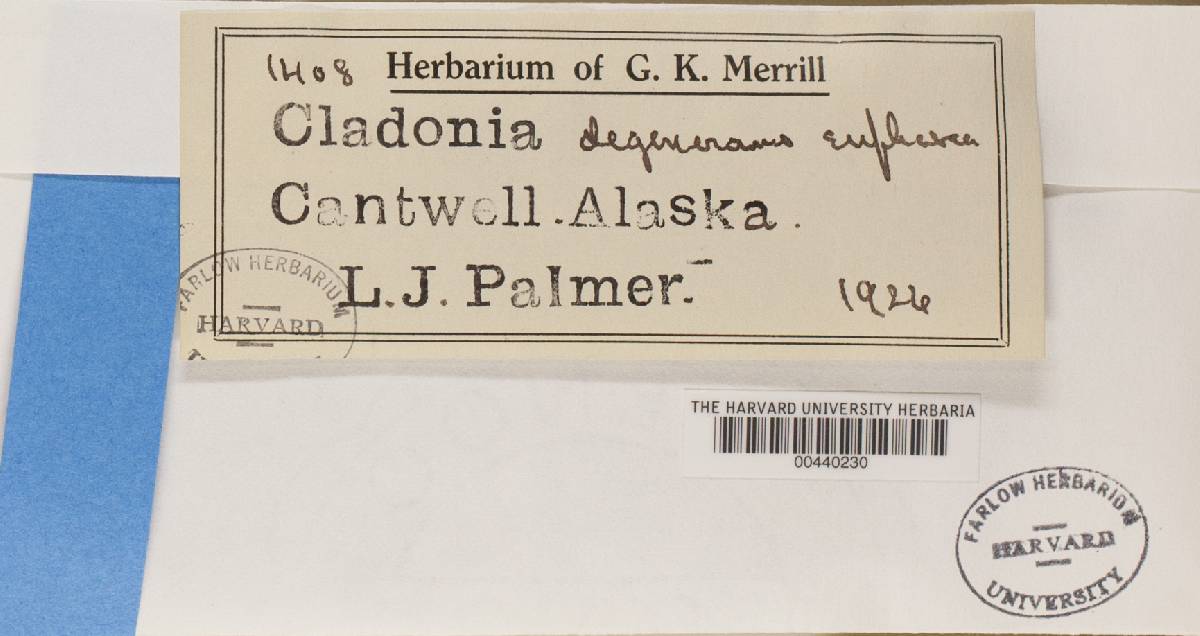 1408 Herbarium of G. K. Merrill
Cladonia degenerans euphorea
Cantwell.Alaska.
L.J. Palmer. 1926
FARLOW HERBARIUM
HARVARD
THE HARVARD UNIVERSITY HERBARIA
00440230
FARLOW HERBARIUM
HARVARD
UNIVERSITY